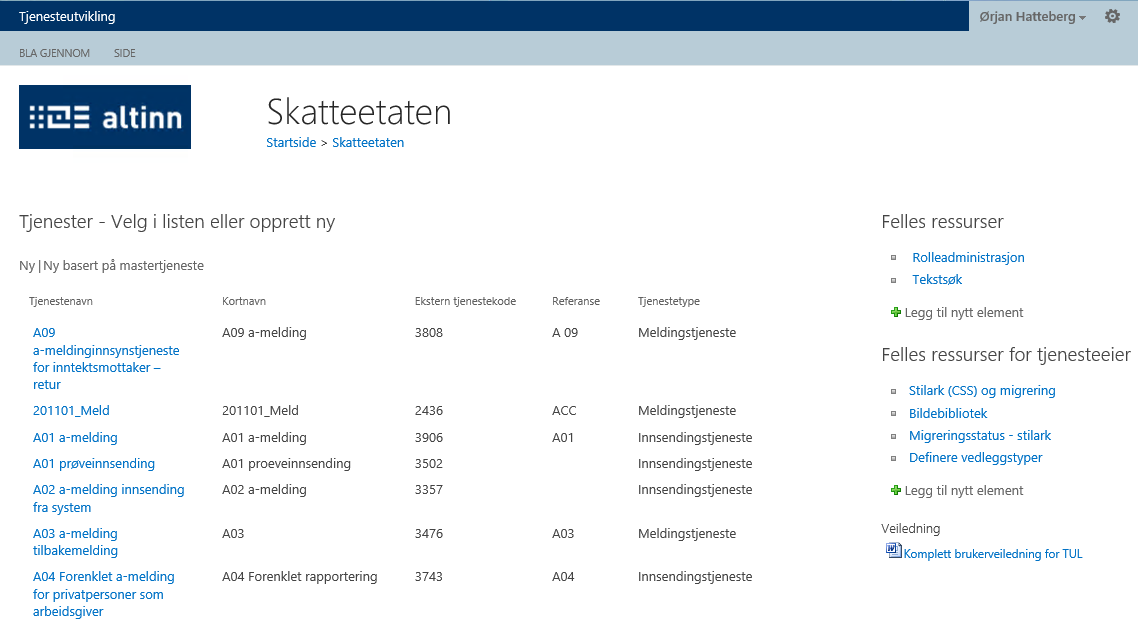 Tjenesteutvikling
Ørjan Hatteberg
BLA GJENNOM SIDE
altinn
Skatteetaten
Startside > Skatteetaten
Tjenester - Velg i listen eller opprett ny
Ny | Ny basert på mastertjeneste
Tjenestenavn Kortnavn Ekstern tjenestekode Referanse Tjenestetype
A09 A09 a-melding 3808 A 09 Meldingstjeneste
a-meldinginnsynstjeneste
for inntektsmottaker –
retur
201101_Meld 201101_Meld 2436 ACC Meldingstjeneste
A01 a-melding A01 a-melding 3906 A01 Innsendingstjeneste
A01 prøveinnsending A01 proeveinnsending 3502 Innsendingstjeneste
A02 a-melding innsending A02 a-melding 3357 Innsendingstjeneste
fra system
A03 a-melding A03 3476 A03 Meldingstjeneste
tilbakemelding
A04 Forenklet a-melding A04 Forenklet rapportering 3743 A04 Innsendingstjeneste
for privatpersoner som
arbeidsgiver
Felles ressurser
Rolleadministrasjon
Tekstsøk
Legg til nytt element
Felles ressurser for tjenesteeier
Stilark (CSS) og migrering
Bildebibliotek
Migreringsstatus - stilark
Definere vedleggstyper
Legg til nytt element
Veiledning
Komplett brukerveiledning for TUL